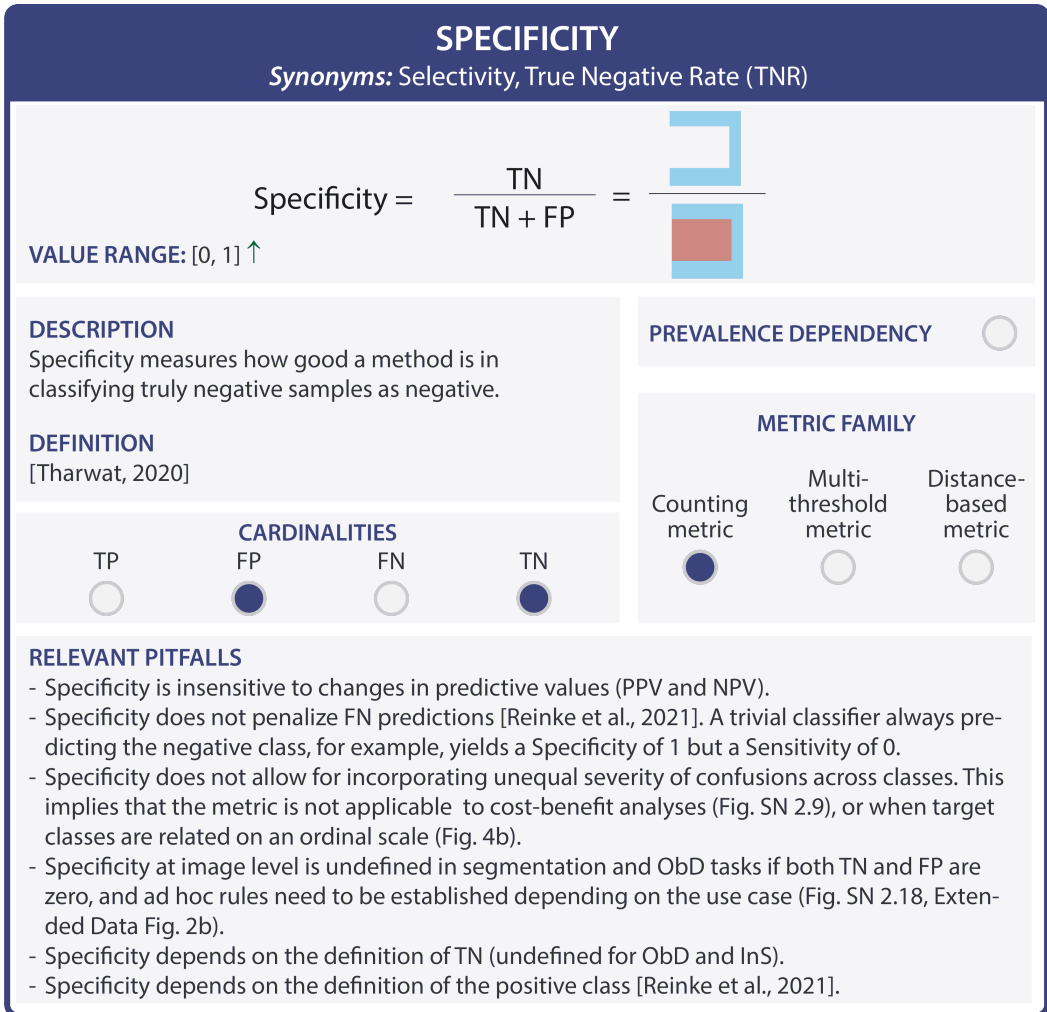 SPECIFICITY
Synonyms: Selectivity, True Negative Rate (TNR)
Specificity = TN / TN + FP =
VALUE RANGE: [0, 1] ↑
DESCRIPTION
Specificity measures how good a method is in
classifying truly negative samples as negative.
DEFINITION
[Tharwat, 2020]
PREVALENCE DEPENDENCY
METRIC FAMILY
Counting
metric
Multi-
threshold
metric
Distance-
based
metric
CARDINALITIES
TP FP FN TN
RELEVANT PITFALLS
- Specificity is insensitive to changes in predictive values (PPV and NPV).
- Specificity does not penalize FN predictions [Reinke et al., 2021]. A trivial classifier always pre-
dicting the negative class, for example, yields a Specificity of 1 but a Sensitivity of 0.
- Specificity does not allow for incorporating unequal severity of confusions across classes. This
implies that the metric is not applicable to cost-benefit analyses (Fig. SN 2.9), or when target
classes are related on an ordinal scale (Fig. 4b).
- Specificity at image level is undefined in segmentation and ObD tasks if both TN and FP are
zero, and ad hoc rules need to be established depending on the use case (Fig. SN 2.18, Exten-
ded Data Fig. 2b).
- Specificity depends on the definition of TN (undefined for ObD and InS).
- Specificity depends on the definition of the positive class [Reinke et al., 2021].